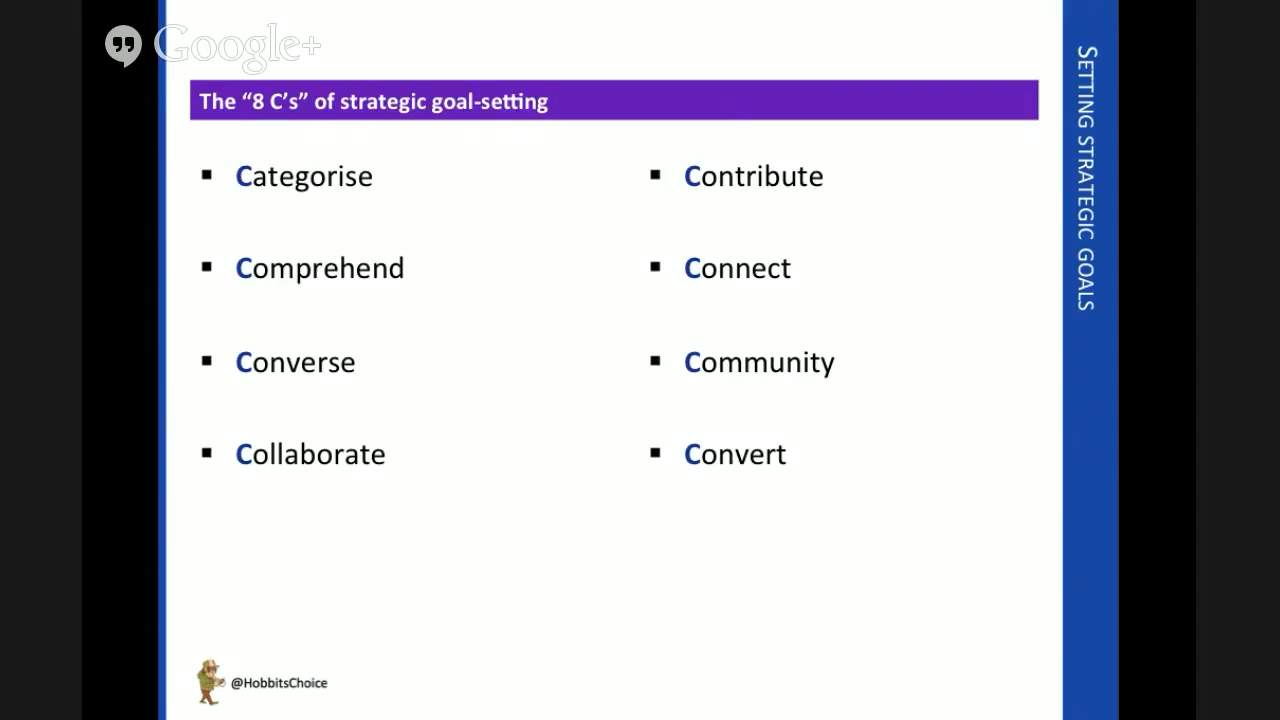 Google+
The “8 C’s” of strategic goal-setting
Categorise
Comprehend
Converse
Collaborate
Contribute
Connect
Community
Convert
@HobbitsChoice
SETTING STRATEGIC GOALS